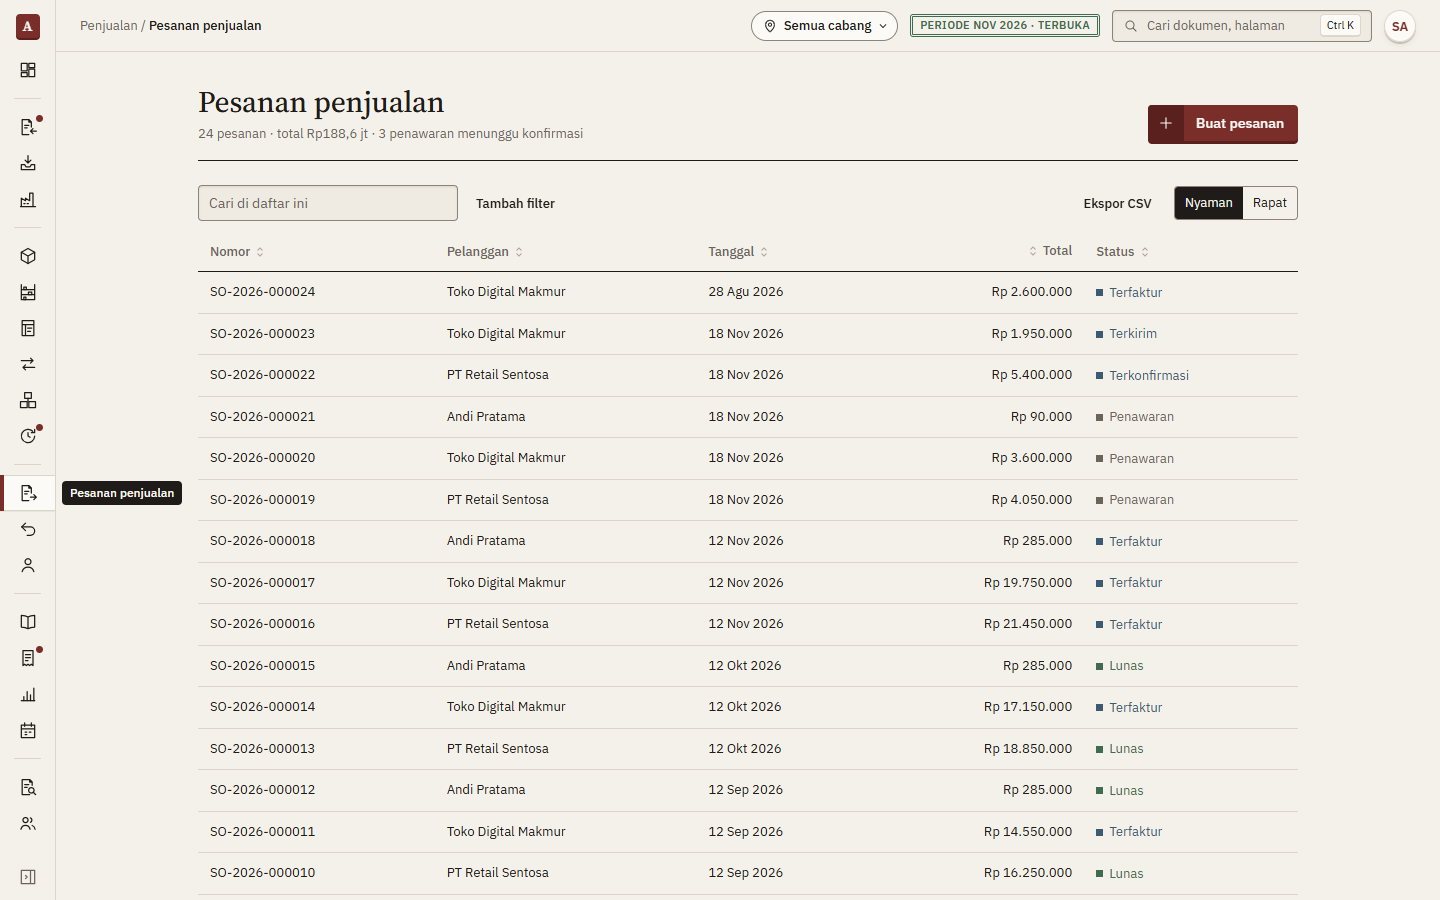 A
Penjualan / Pesanan penjualan
Semua cabang
PERIODE NOV 2026 · TERBUKA
Cari dokumen, halaman
Ctrl K
SA
Pesanan penjualan
24 pesanan · total Rp188,6 jt · 3 penawaran menunggu konfirmasi
Buat pesanan
Cari di daftar ini
Tambah filter
Ekspor CSV
Nyaman
Rapat
Nomor Pelanggan Tanggal Total Status
SO-2026-000024 Toko Digital Makmur 28 Agu 2026 Rp 2.600.000 Terfaktur
SO-2026-000023 Toko Digital Makmur 18 Nov 2026 Rp 1.950.000 Terkirim
SO-2026-000022 PT Retail Sentosa 18 Nov 2026 Rp 5.400.000 Terkonfirmasi
SO-2026-000021 Andi Pratama 18 Nov 2026 Rp 90.000 Penawaran
SO-2026-000020 Toko Digital Makmur 18 Nov 2026 Rp 3.600.000 Penawaran
Pesanan penjualan
SO-2026-000019 PT Retail Sentosa 18 Nov 2026 Rp 4.050.000 Penawaran
SO-2026-000018 Andi Pratama 12 Nov 2026 Rp 285.000 Terfaktur
SO-2026-000017 Toko Digital Makmur 12 Nov 2026 Rp 19.750.000 Terfaktur
SO-2026-000016 PT Retail Sentosa 12 Nov 2026 Rp 21.450.000 Terfaktur
SO-2026-000015 Andi Pratama 12 Okt 2026 Rp 285.000 Lunas
SO-2026-000014 Toko Digital Makmur 12 Okt 2026 Rp 17.150.000 Terfaktur
SO-2026-000013 PT Retail Sentosa 12 Okt 2026 Rp 18.850.000 Lunas
SO-2026-000012 Andi Pratama 12 Sep 2026 Rp 285.000 Lunas
SO-2026-000011 Toko Digital Makmur 12 Sep 2026 Rp 14.550.000 Terfaktur
SO-2026-000010 PT Retail Sentosa 12 Sep 2026 Rp 16.250.000 Lunas